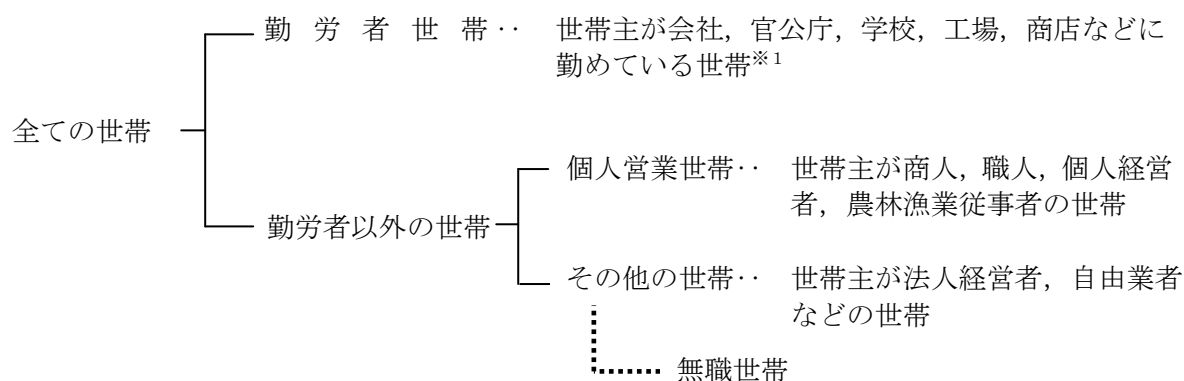 勤労者世帯‥ 世帯主が会社，官公庁，学校，工場，商店などに
勤めている世帯※1
全ての世帯
個人営業世帯‥ 世帯主が商人，職人，個人経営
者，農林漁業従事者の世帯
勤労者以外の世帯
その他の世帯‥ 世帯主が法人経営者，自由業者
などの世帯
無職世帯